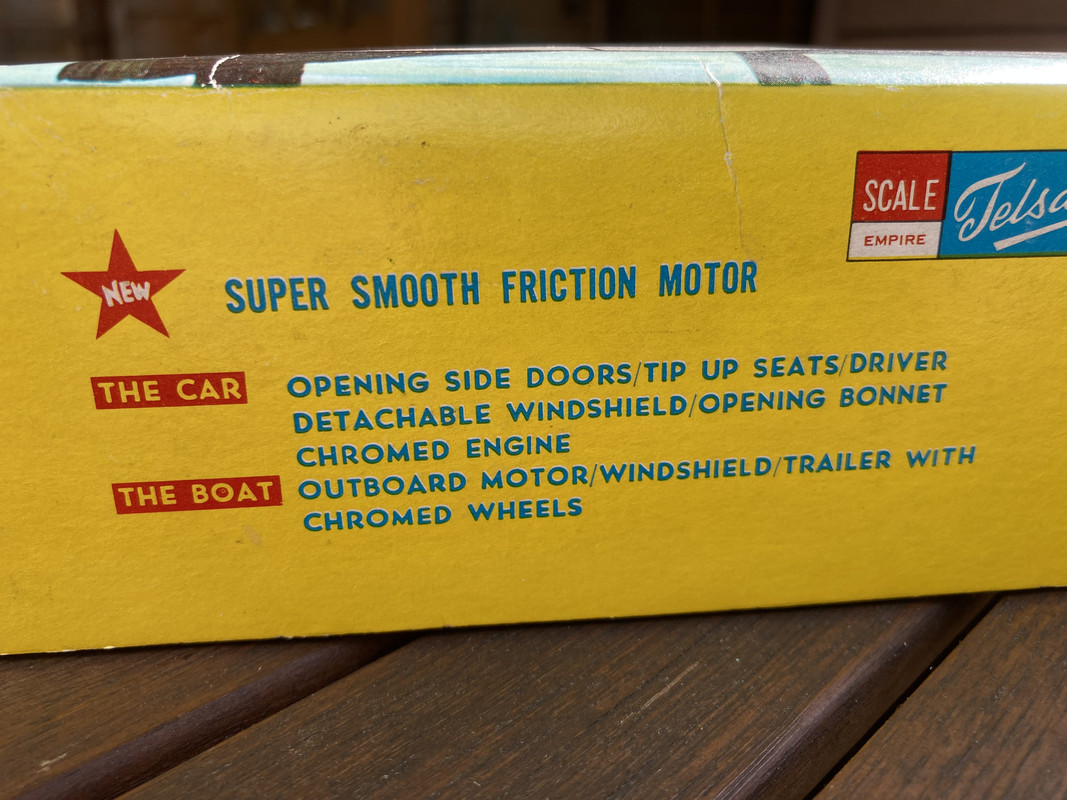 SCALE
EMPIRE
Telsa
NEW
SUPER SMOOTH FRICTION MOTOR
THE CAR OPENING SIDE DOORS/TIP UP SEATS/DRIVER
DETACHABLE WINDSHIELD/OPENING BONNET
CHROMED ENGINE
THE BOAT OUTBOARD MOTOR/WINDSHIELD/TRAILER WITH
CHROMED WHEELS